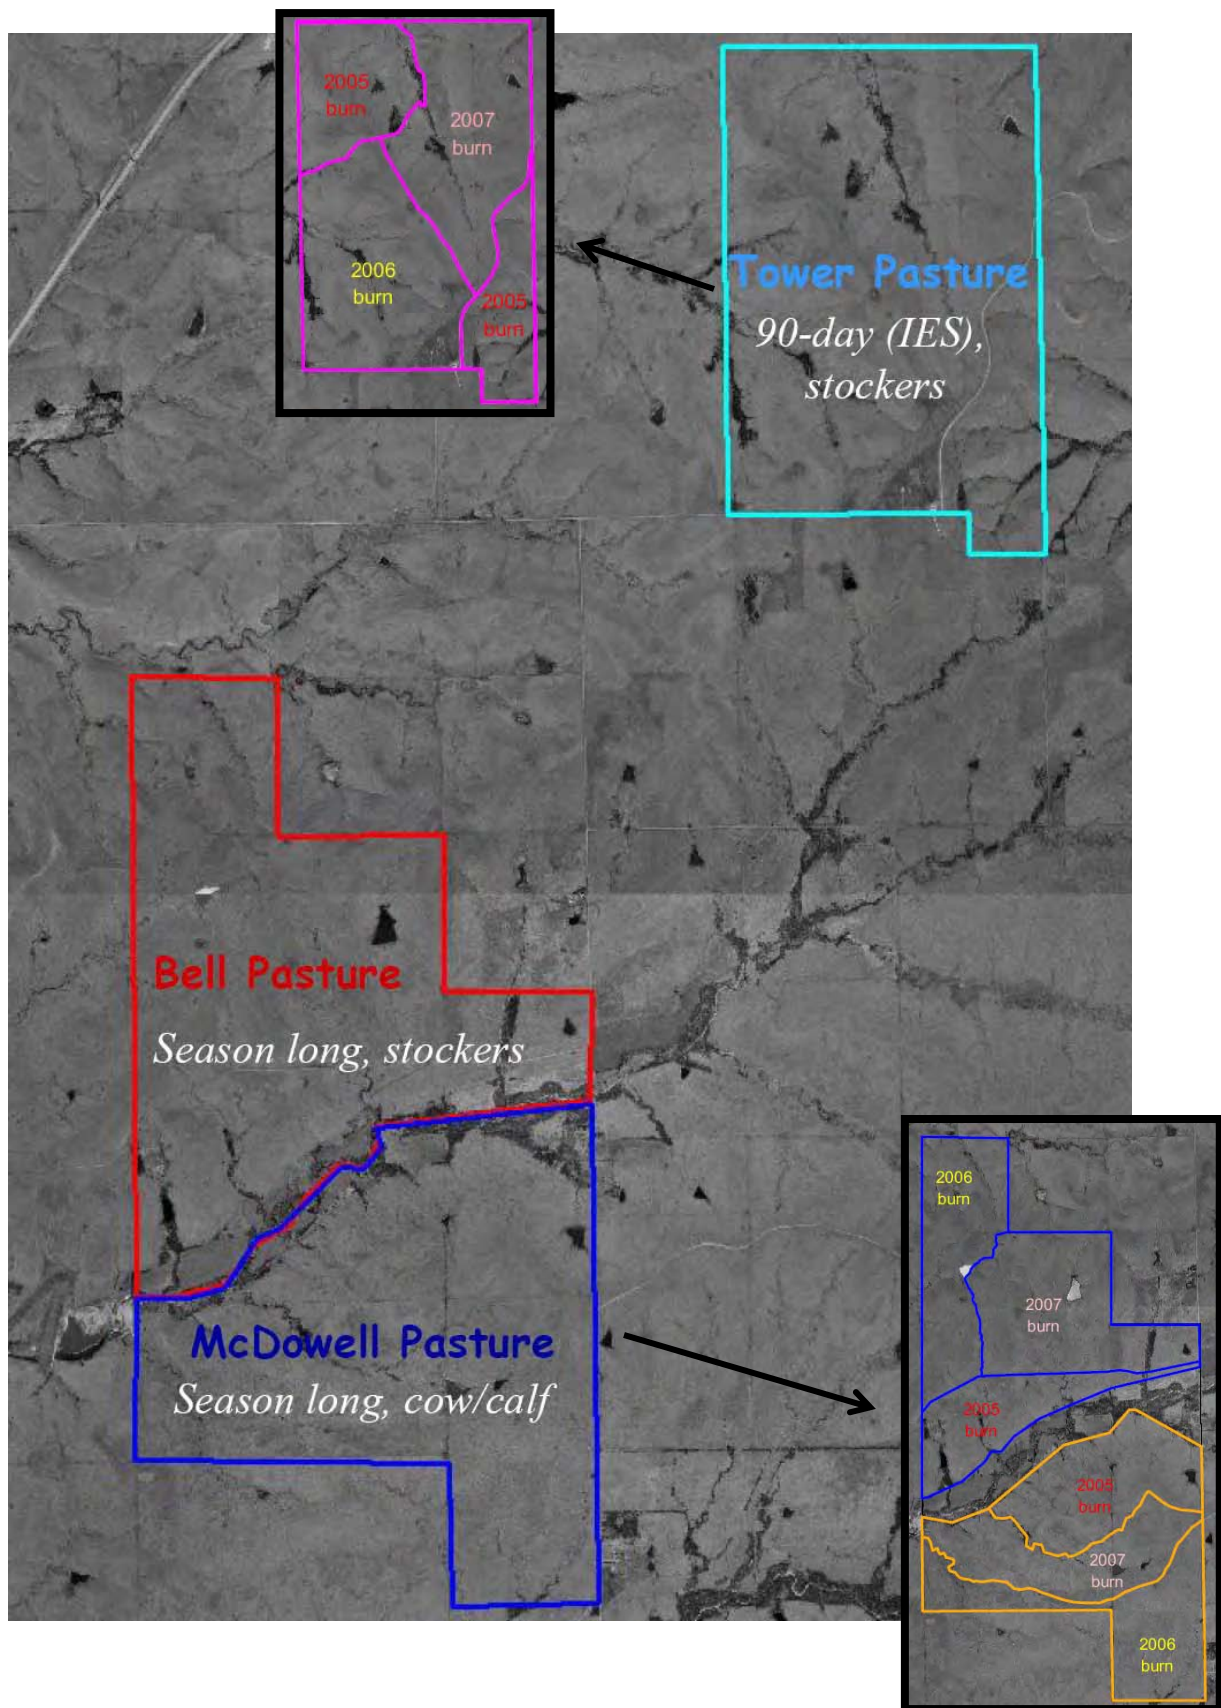 2005
burn
2007
burn
2006
burn
2005
burn
Tower Pasture
90-day (IES),
stockers
Bell Pasture
Season long, stockers
McDowell Pasture
Season long, cow/calf
2006
burn
2007
burn
2005
burn
2005
burn
2007
burn
2006
burn